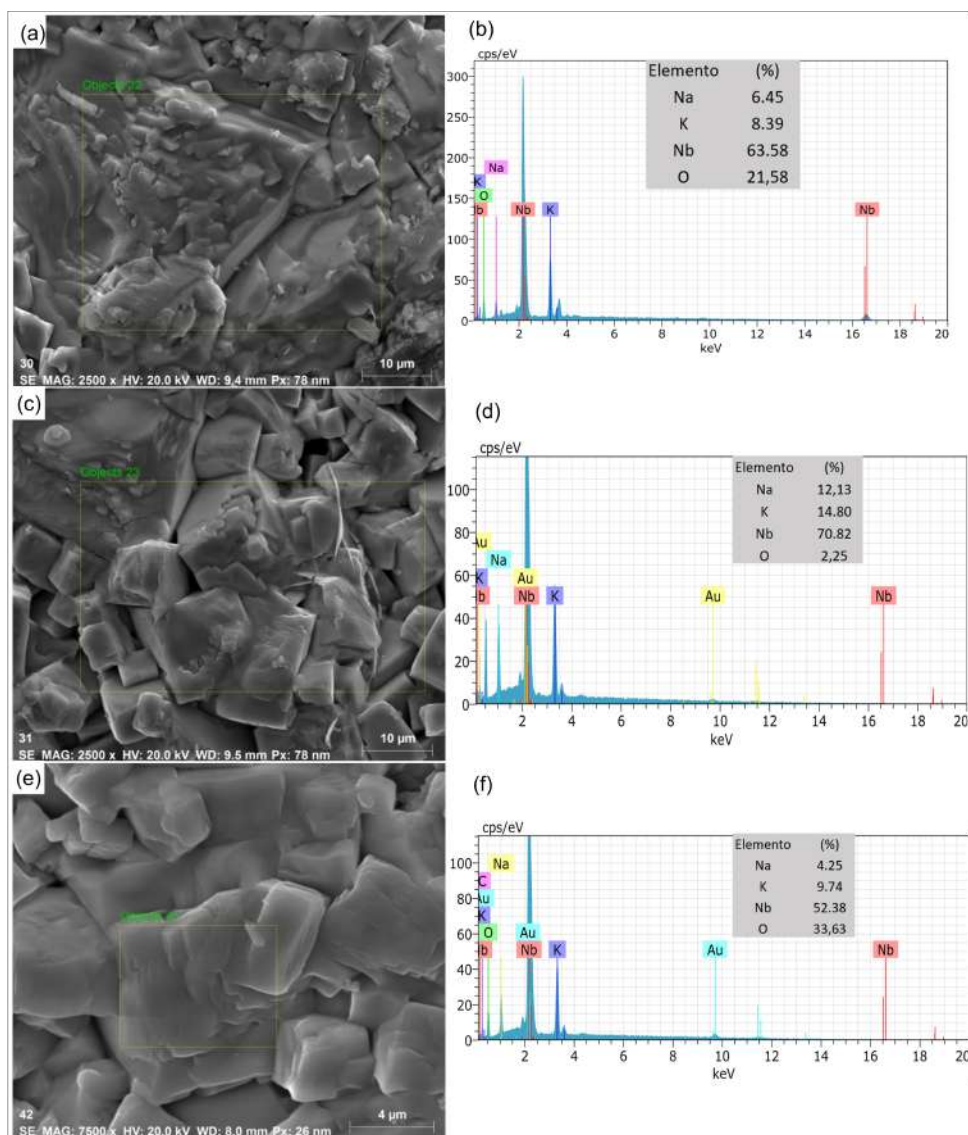 (a)
Objects 22
30
SE MAG: 2500 x HV: 20.0 kV WD: 9.4 mm Px: 78 nm
10 µm
(b)
cps/eV
Elemento (%)
Na 6.45
K 8.39
Nb 63.58
O 21,58
300
250
200
150
100
50
0
Na
K
O
b
Nb
K
Nb
2 4 6 8 10 12 14 16 18 20
keV
(c)
Objects 23
31
SE MAG: 2500 x HV: 20.0 kV WD: 9.5 mm Px: 78 nm
10 µm
(d)
cps/eV
Elemento (%)
Na 12,13
K 14.80
Nb 70.82
O 2,25
100
80
60
40
20
0
Au
Na
K
b
Au
Nb
K
Au
Nb
2 4 6 8 10 12 14 16 18 20
keV
(e)
Objects
42
SE MAG: 7500 x HV: 20.0 kV WD: 8.0 mm Px: 26 nm
4 µm
(f)
cps/eV
Elemento (%)
Na 4.25
K 9.74
Nb 52.38
O 33,63
100
80
60
40
20
0
Na
C
Au
K
O
b
Au
Nb
K
Au
Nb
2 4 6 8 10 12 14 16 18 20
keV